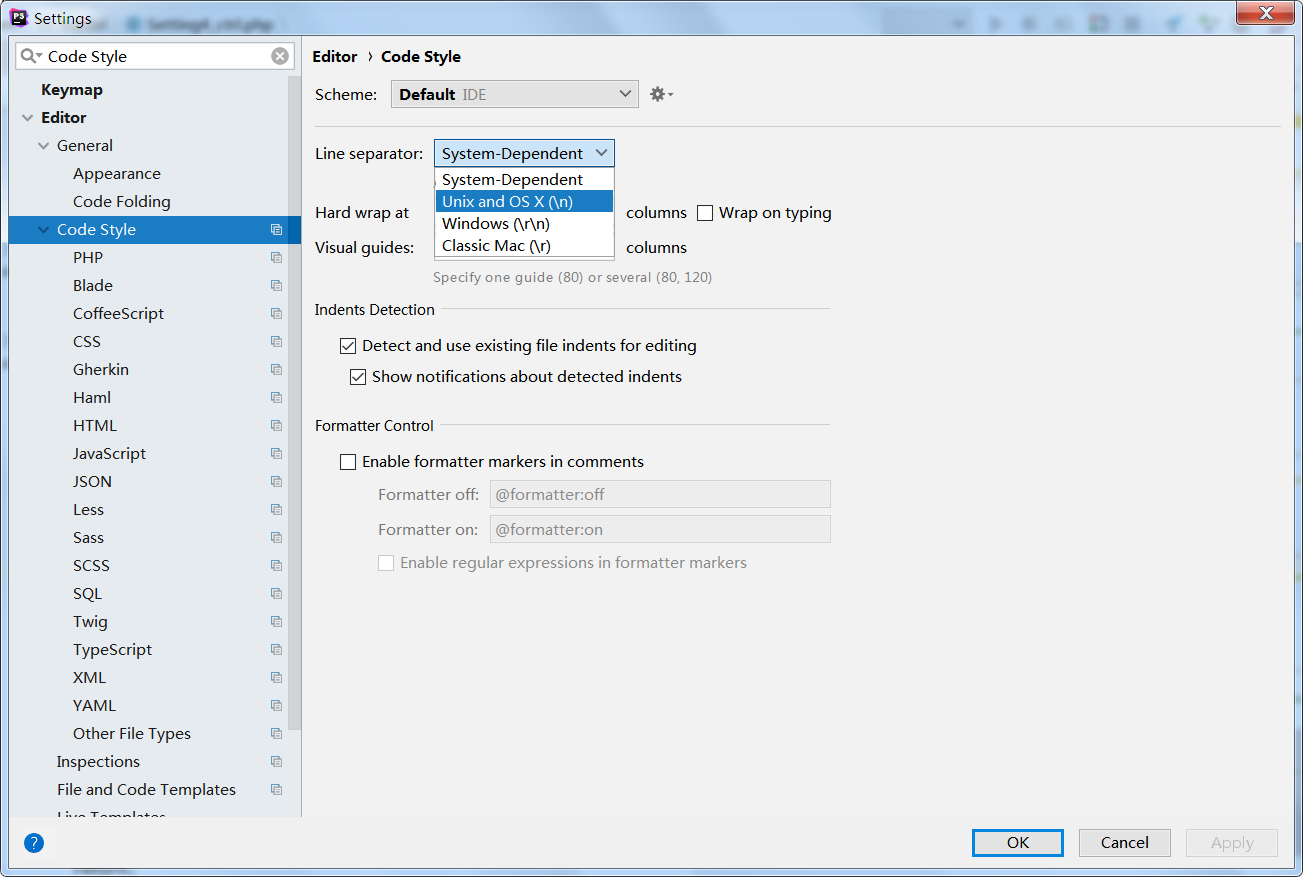 PS Settings
Code Style
Keymap
Editor
General
Appearance
Code Folding
Code Style
PHP
Blade
CoffeeScript
CSS
Gherkin
Haml
HTML
JavaScript
JSON
Less
Sass
SCSS
SQL
Twig
TypeScript
XML
YAML
Other File Types
Inspections
File and Code Templates
Live Templates
Editor › Code Style
Scheme: Default IDE
Line separator: System-Dependent
System-Dependent
Unix and OS X (\n)
Windows (\r\n)
Classic Mac (\r)
Hard wrap at columns Wrap on typing
Visual guides: columns
Specify one guide (80) or several (80, 120)
Indents Detection
Detect and use existing file indents for editing
Show notifications about detected indents
Formatter Control
Enable formatter markers in comments
Formatter off: @formatter:off
Formatter on: @formatter:on
Enable regular expressions in formatter markers
?
OK Cancel Apply